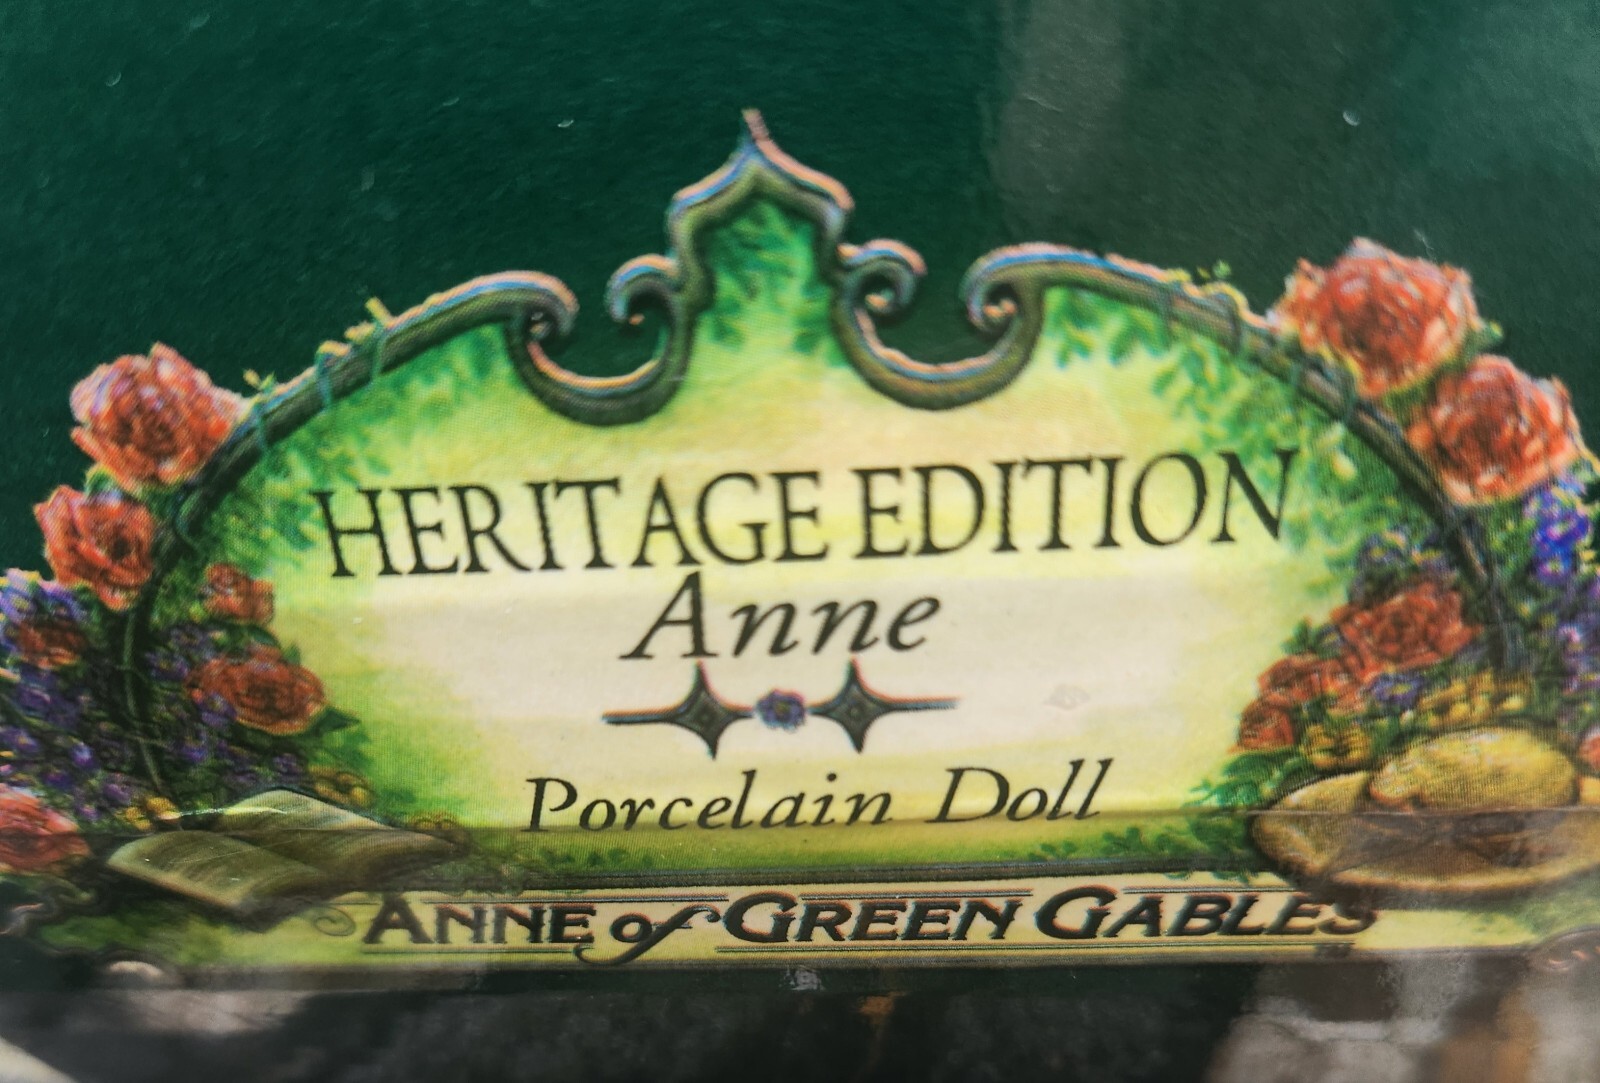 HERITAGE EDITION
Anne
Porcelain Doll
ANNE of GREEN GABLES